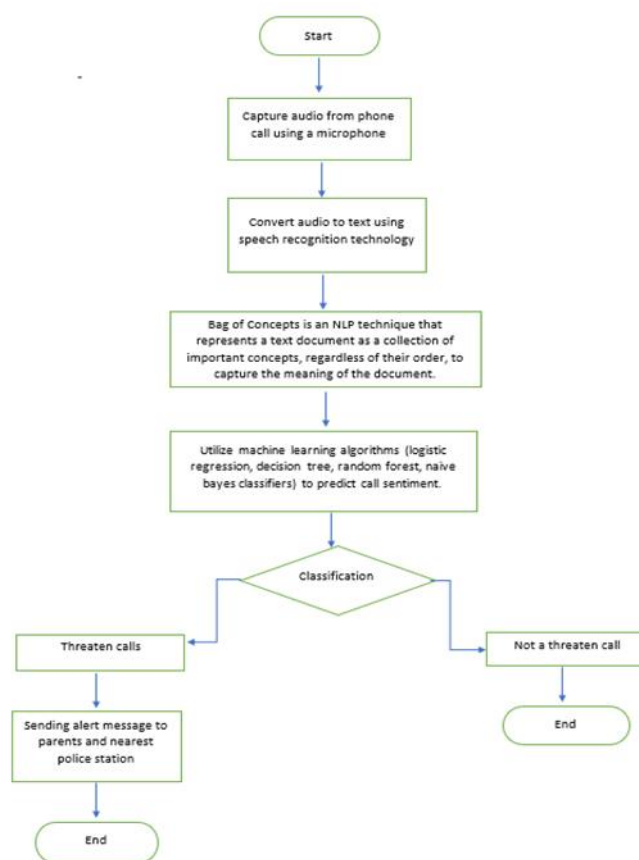 Start
Capture audio from phone
call using a microphone
Convert audio to text using
speech recognition technology
Bag of Concepts is an NLP technique that
represents a text document as a collection of
important concepts, regardless of their order, to
capture the meaning of the document.
Utilize machine learning algorithms (logistic
regression, decision tree, random forest, naive
bayes classifiers) to predict call sentiment.
Classification
Threaten calls
Not a threaten call
Sending alert message to
parents and nearest
police station
End
End